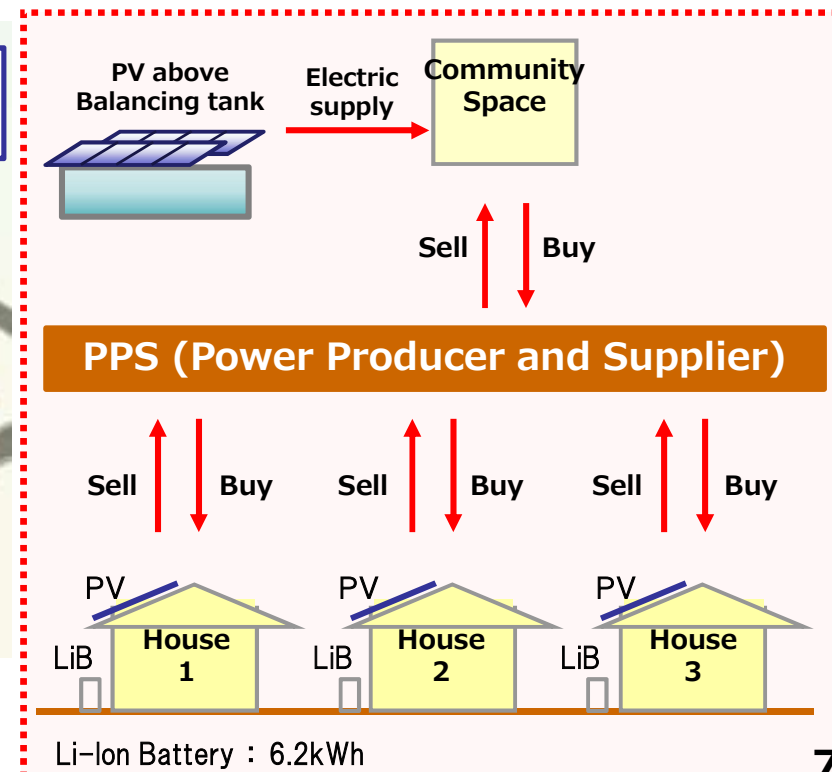 PV above
Balancing tank
Electric
supply
Community
Space
Sell
Buy
PPS (Power Producer and Supplier)
Sell
Buy
Sell
Buy
Sell
Buy
PV
PV
PV
LiB
House
1
LiB
House
2
LiB
House
3
Li-Ion Battery : 6.2kWh
7